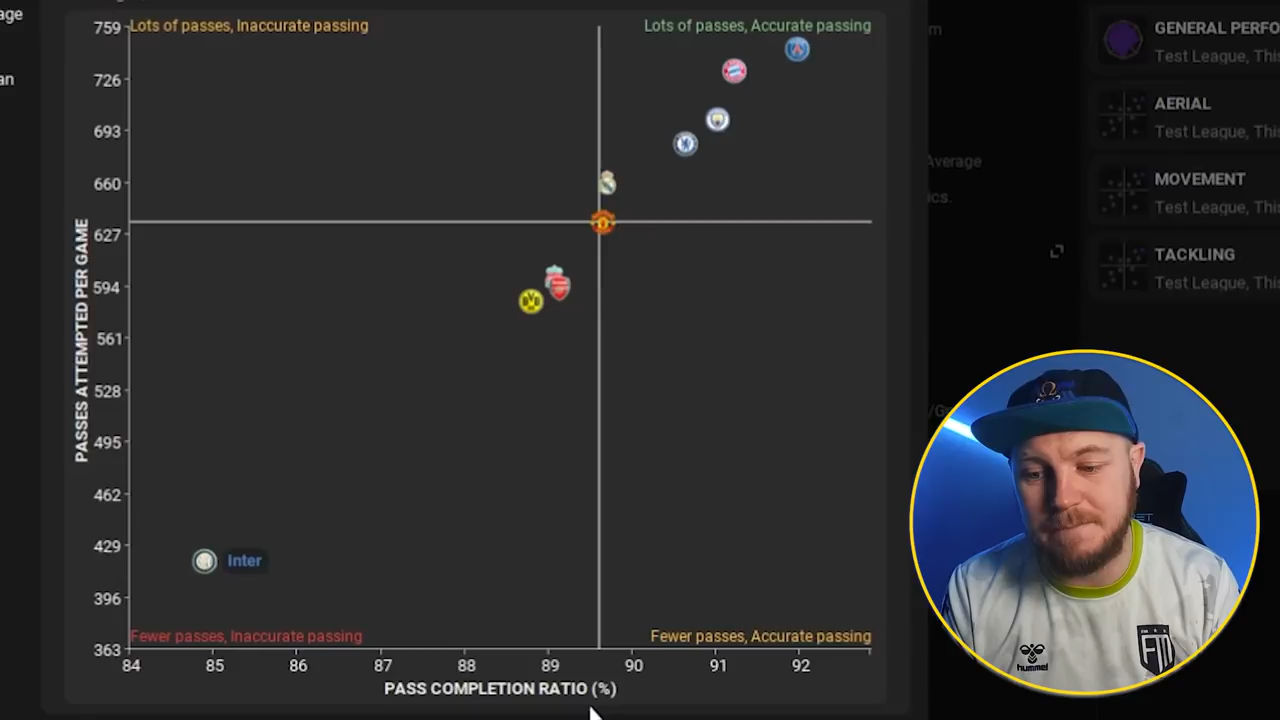 age
an
759
726
693
660
627
594
561
528
495
462
429
396
363
PASSES ATTEMPTED PER GAME
Lots of passes, Inaccurate passing
Lots of passes, Accurate passing
Inter
Fewer passes, Inaccurate passing
Fewer passes, Accurate passing
84 85 86 87 88 89 90 91 92
PASS COMPLETION RATIO (%)
m
Average
ics.
/G
GENERAL PERFO
Test League, This
AERIAL
Test League, This
MOVEMENT
Test League, This
TACKLING
Test League, This
hummel
FM